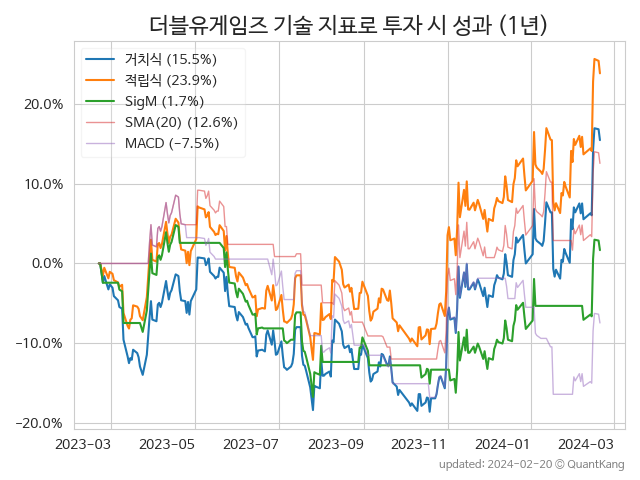 더블유게임즈 기술 지표로 투자 시 성과 (1년)
거치식 (15.5%)
적립식 (23.9%)
SigM (1.7%)
SMA(20) (12.6%)
MACD (−7.5%)
20.0%
10.0%
0.0%
−10.0%
−20.0%
2023-03 2023-05 2023-07 2023-09 2023-11 2024-01 2024-03
updated: 2024-02-20 © QuantKang